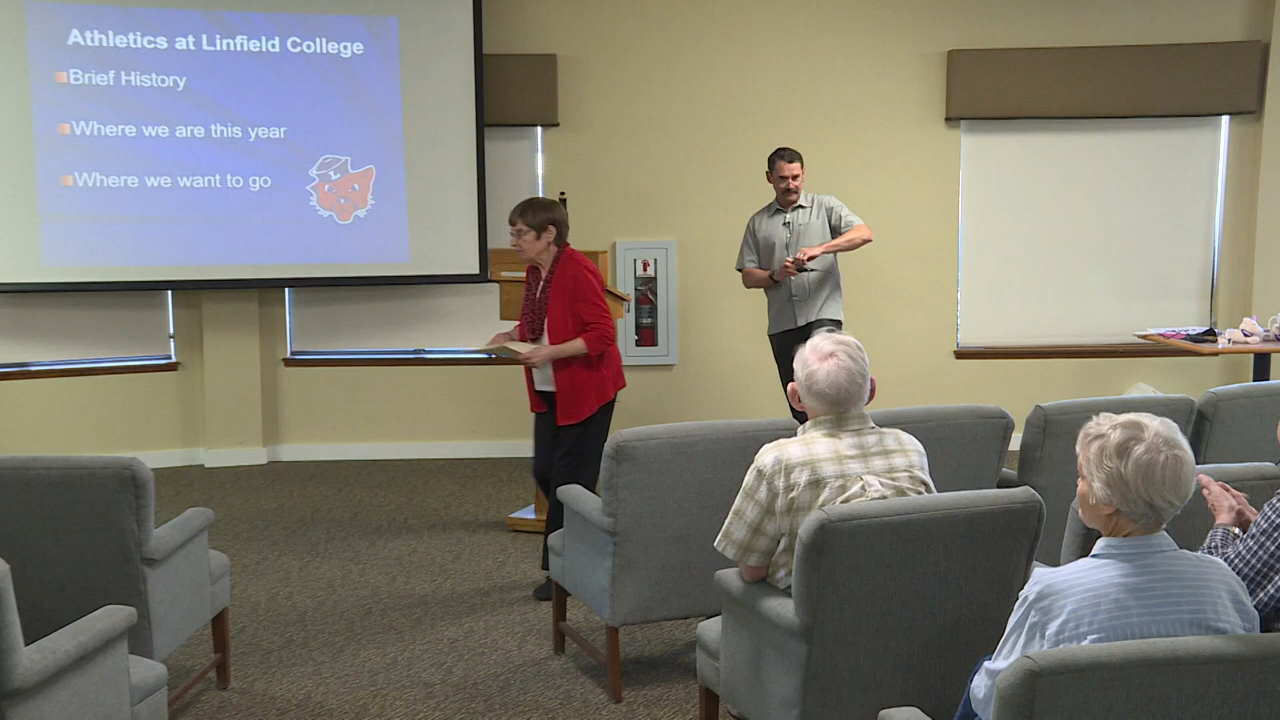 Athletics at Linfield College
Brief History
Where we are this year
Where we want to go
L